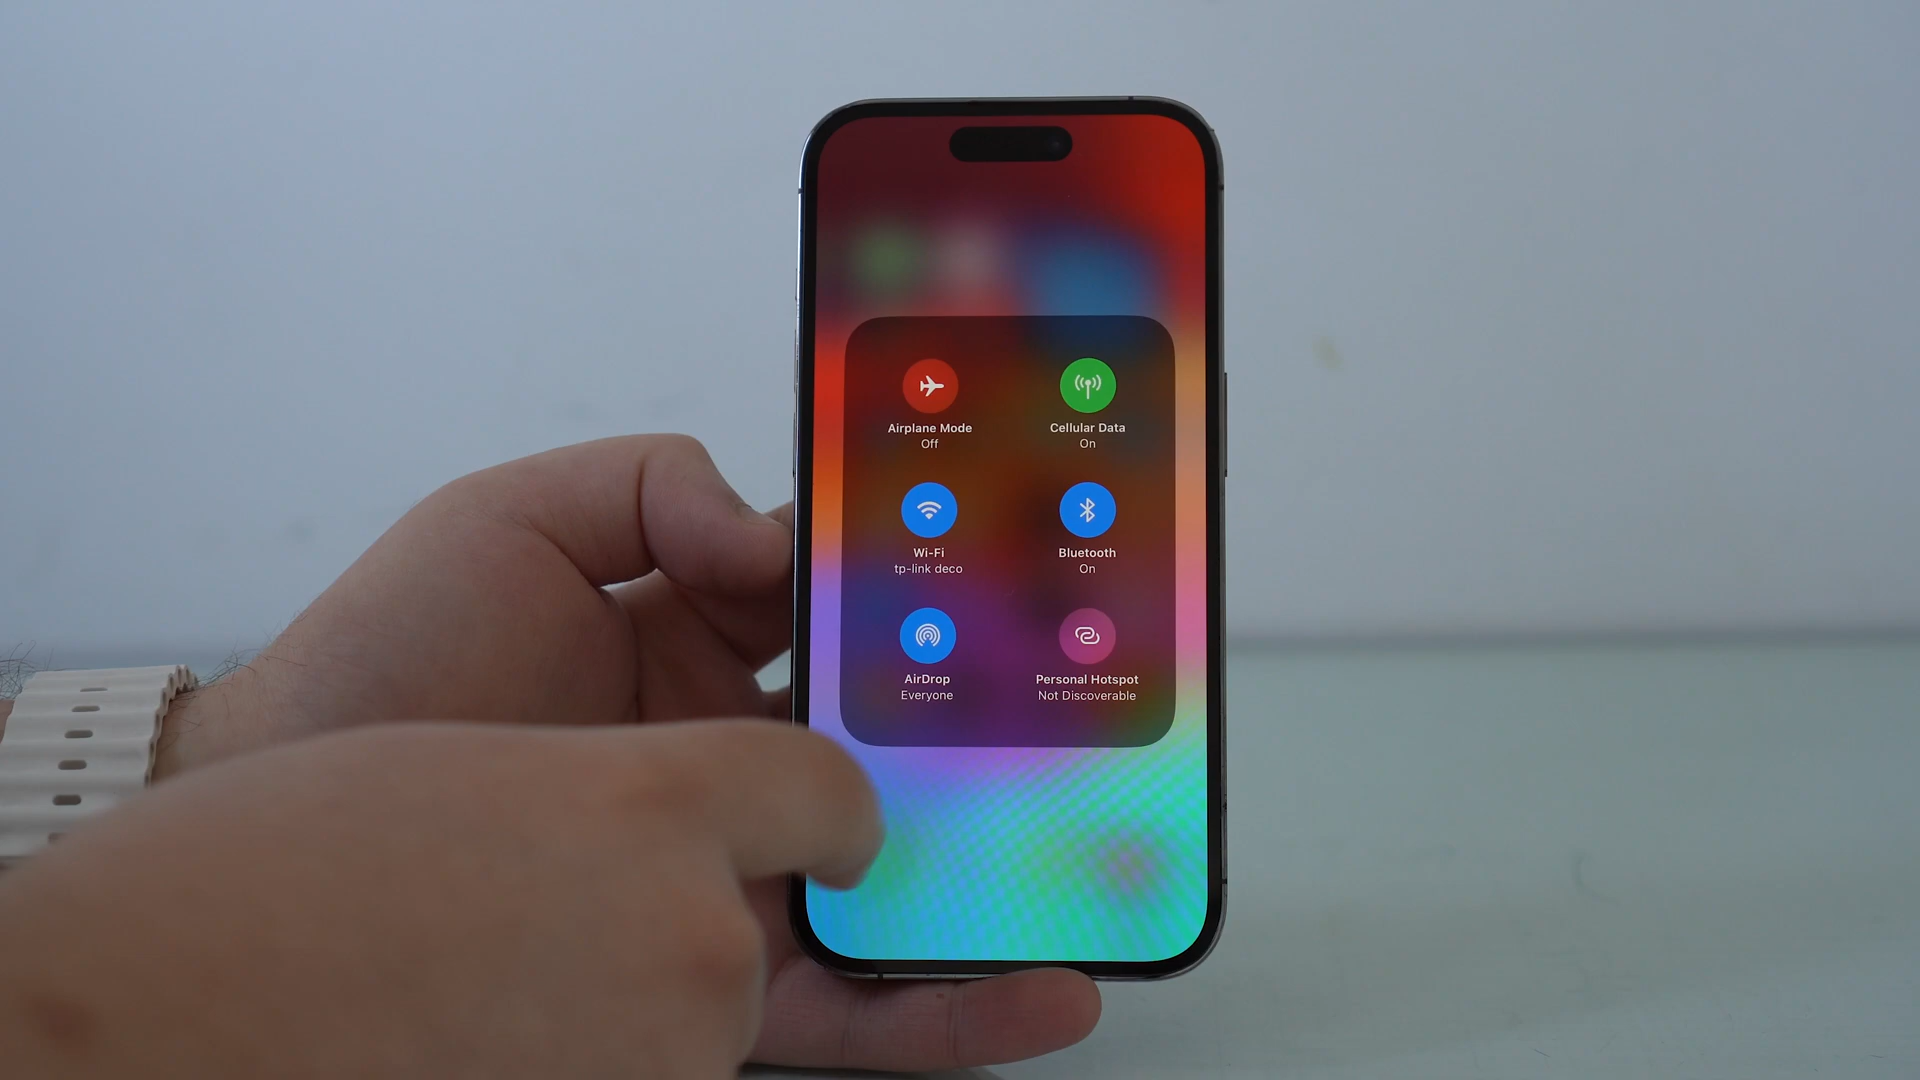 Airplane Mode
Off
Cellular Data
On
Wi-Fi
tp-link deco
Bluetooth
On
AirDrop
Everyone
Personal Hotspot
Not Discoverable